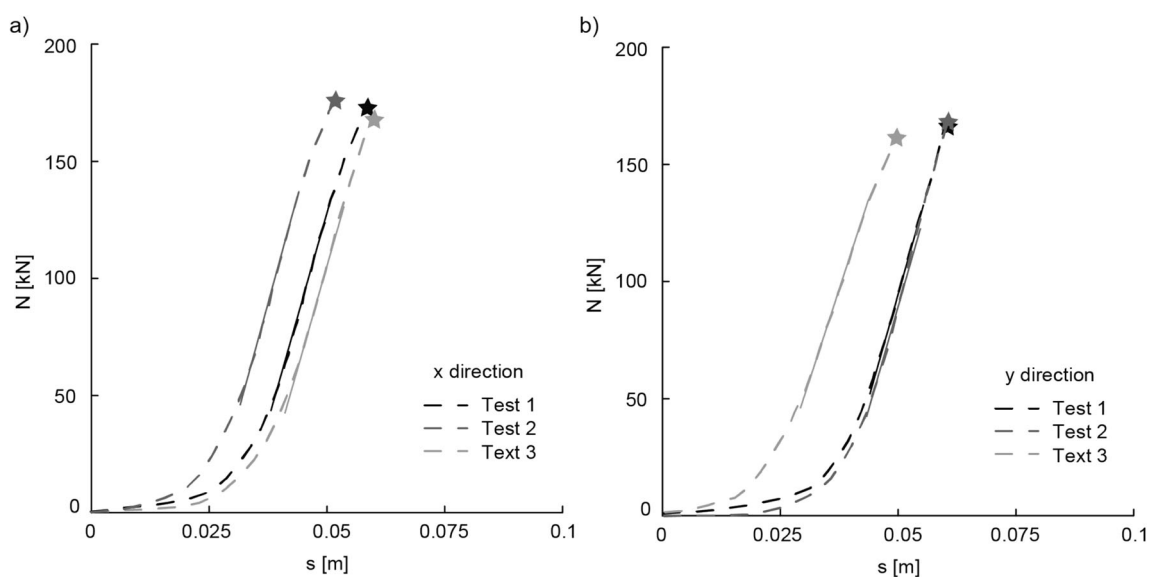 a)
200
150
100
50
0
N [kN]
x direction
Test 1
Test 2
Text 3
0 0.025 0.05 0.075 0.1
s [m]
b)
200
150
100
50
0
N [kN]
y direction
Test 1
Test 2
Text 3
0 0.025 0.05 0.075 0.1
s [m]